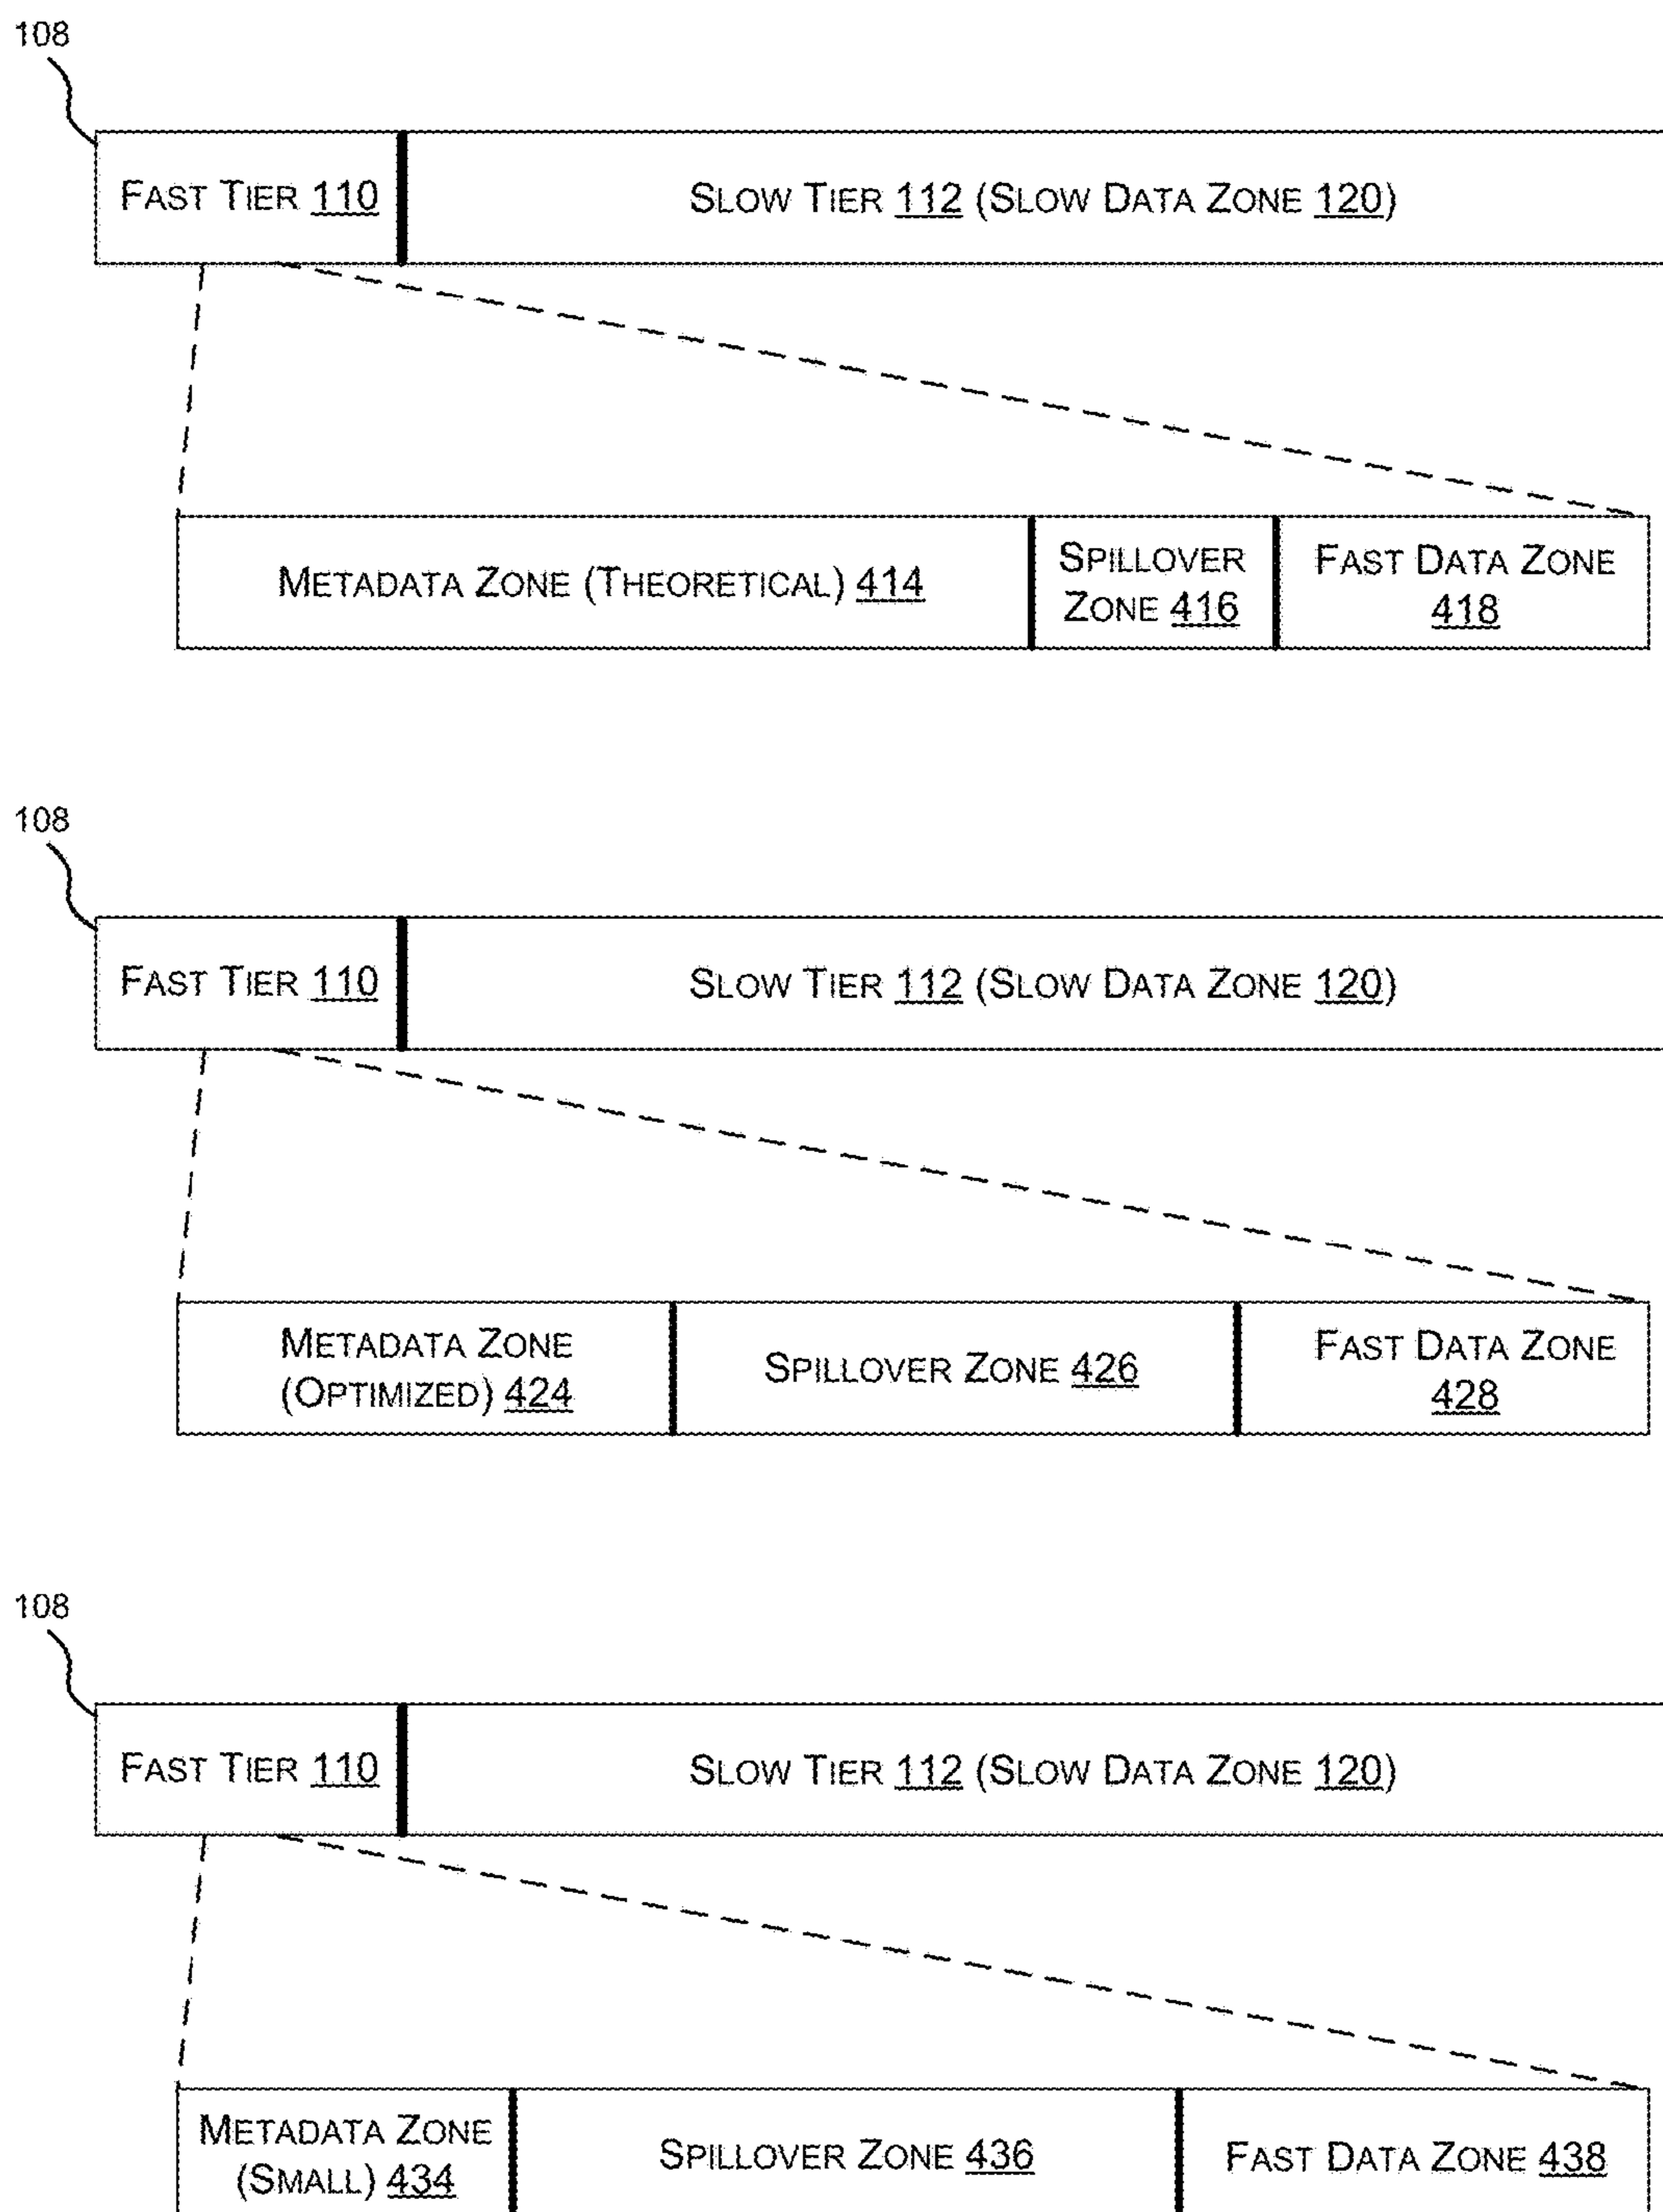 108
FAST TIER 110
SLOW TIER 112 (SLOW DATA ZONE 120)
METADATA ZONE (THEORETICAL) 414
SPILLOVER
ZONE 416
FAST DATA ZONE
418
108
FAST TIER 110
SLOW TIER 112 (SLOW DATA ZONE 120)
METADATA ZONE
(OPTIMIZED) 424
SPILLOVER ZONE 426
FAST DATA ZONE
428
108
FAST TIER 110
SLOW TIER 112 (SLOW DATA ZONE 120)
METADATA ZONE
(SMALL) 434
SPILLOVER ZONE 436
FAST DATA ZONE 438